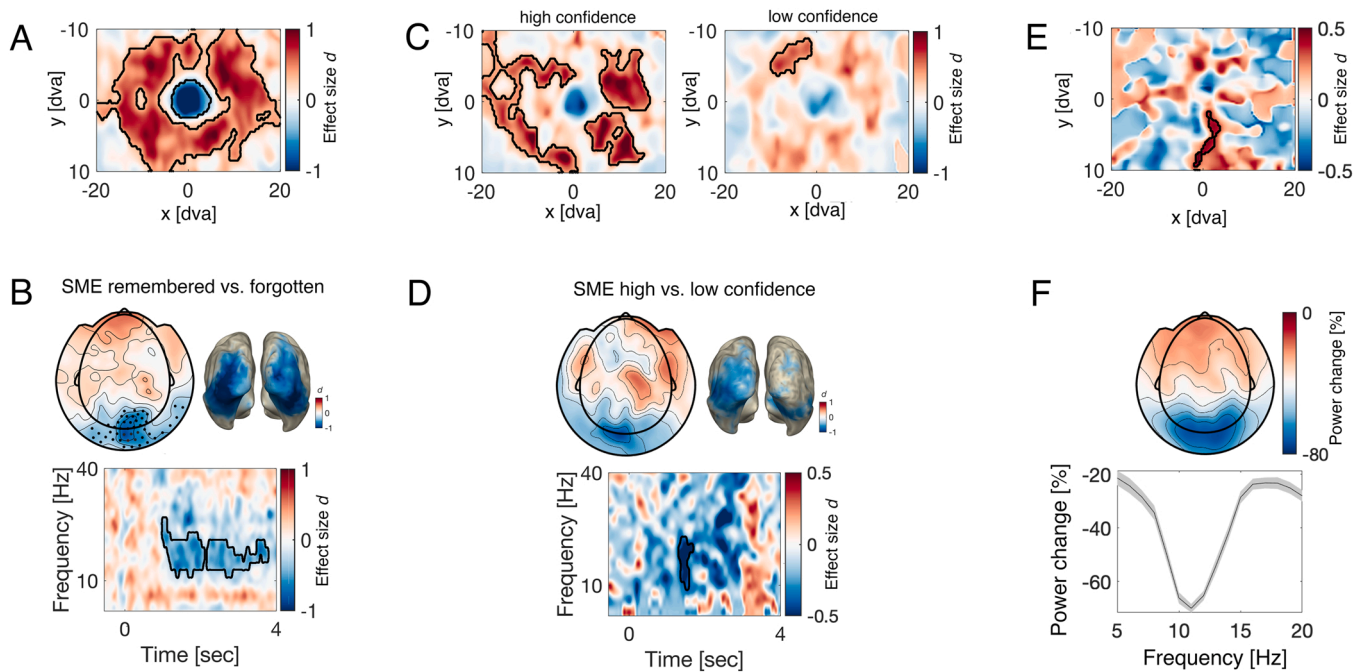 A
-10
0
10
y [dva]
-20
0
20
x [dva]
1
0
-1
Effect size d
C
high confidence
low confidence
-10
0
10
y [dva]
-20
0
20
x [dva]
-20
0
20
x [dva]
1
0
-1
Effect size d
E
-10
0
10
y [dva]
-20
0
20
x [dva]
0.5
0
-0.5
Effect size d
B
SME remembered vs. forgotten
d
1
0
-1
40
10
Frequency [Hz]
0
4
Time [sec]
1
0
-1
Effect size d
D
SME high vs. low confidence
d
1
0
-1
40
10
Frequency [Hz]
0
4
Time [sec]
0.5
0
-0.5
Effect size d
F
0
-80
Power change [%]
-20
-40
-60
Power change [%]
5
10
15
20
Frequency [Hz]